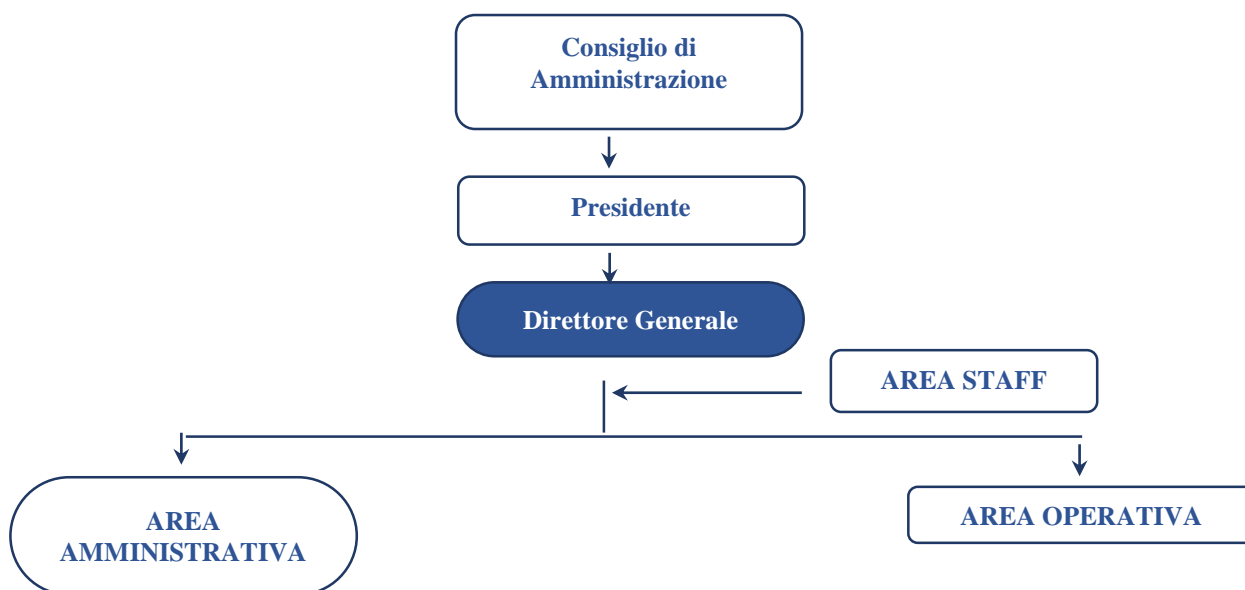 Consiglio di
Amministrazione
Presidente
Direttore Generale
AREA STAFF
AREA
AMMINISTRATIVA
AREA OPERATIVA